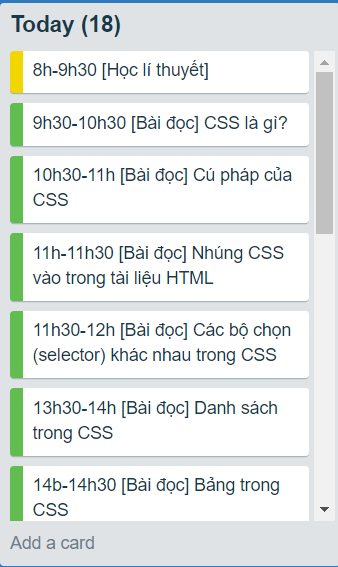 Today (18)
8h-9h30 [Học lí thuyết]
9h30-10h30 [Bài đọc] CSS là gì?
10h30-11h [Bài đọc] Cú pháp của
CSS
11h-11h30 [Bài đọc] Nhúng CSS
vào trong tài liệu HTML
11h30-12h [Bài đọc] Các bộ chọn
(selector) khác nhau trong CSS
13h30-14h [Bài đọc] Danh sách
trong CSS
14b-14h30 [Bài đọc] Bảng trong
CSS
Add a card